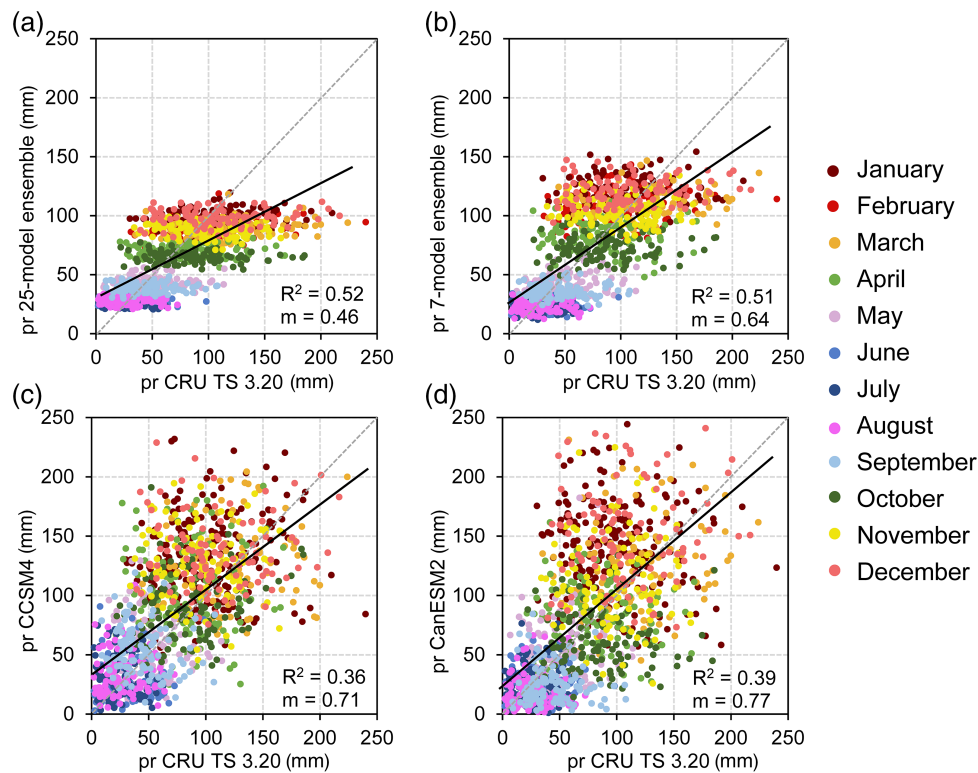 (a)
250
200
150
100
50
0
pr 25-model ensemble (mm)
R² = 0.52
m = 0.46
0 50 100 150 200 250
pr CRU TS 3.20 (mm)
(b)
250
200
150
100
50
0
pr 7-model ensemble (mm)
R² = 0.51
m = 0.64
0 50 100 150 200 250
pr CRU TS 3.20 (mm)
(c)
250
200
150
100
50
0
pr CCSM4 (mm)
R² = 0.36
m = 0.71
0 50 100 150 200 250
pr CRU TS 3.20 (mm)
(d)
250
200
150
100
50
0
pr CanESM2 (mm)
R² = 0.39
m = 0.77
0 50 100 150 200 250
pr CRU TS 3.20 (mm)
January
February
March
April
May
June
July
August
September
October
November
December